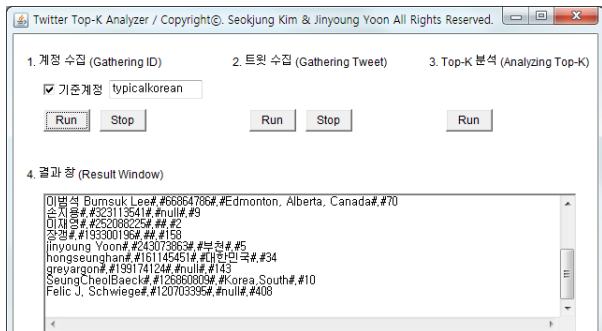 Twitter Top-K Analyzer / Copyright©. Seokjung Kim & Jinyoung Yoon All Rights Reserved.
1. 계정 수집 (Gathering ID) 2. 트윗 수집 (Gathering Tweet) 3. Top-K 분석 (Analyzing Top-K)
기준계정 typicalkorean
Run Stop Run Stop Run
4. 결과 창 (Result Window)
이범석 Bumsuk Lee#,#66864786#,#Edmonton, Alberta, Canada#,#70
손지용#,#323113541#,#null#,#9
이재영#,#252088225#,##,#2
장갱#,#193300196#,##,#158
jinyoung Yoon#,#243073863#,#부천#,#5
hongseunghan#,#161145451#,#대한민국#,#34
greyargon#,#199174124#,#null#,#143
SeungCheolBaeck#,#126860809#,#Korea,South#,#10
Felic J, Schwiege#,#120703395#,#null#,#408